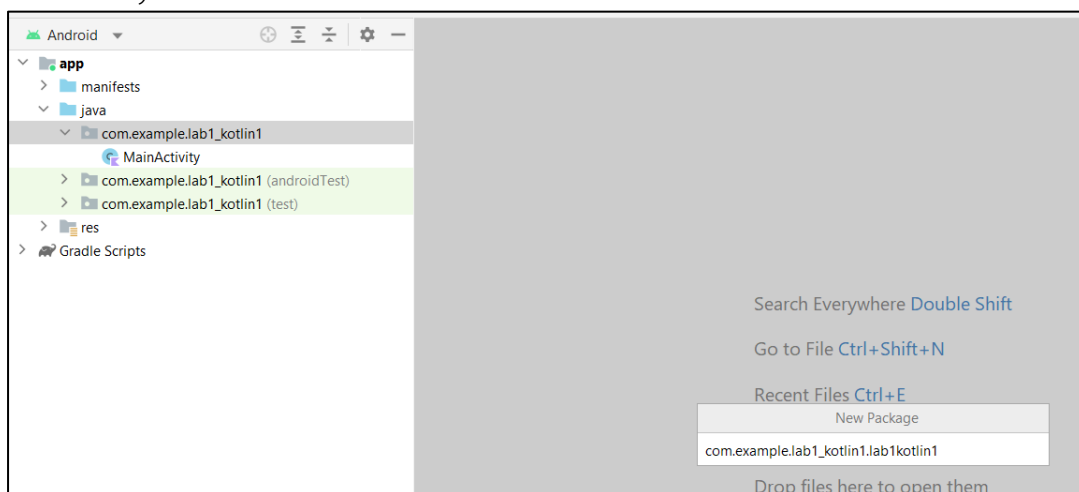 Android
app
manifests
java
com.example.lab1_kotlin1
MainActivity
com.example.lab1_kotlin1 (androidTest)
com.example.lab1_kotlin1 (test)
res
Gradle Scripts
Search Everywhere Double Shift
Go to File Ctrl+Shift+N
Recent Files Ctrl+E
New Package
com.example.lab1_kotlin1.lab1kotlin1
Drop files here to open them